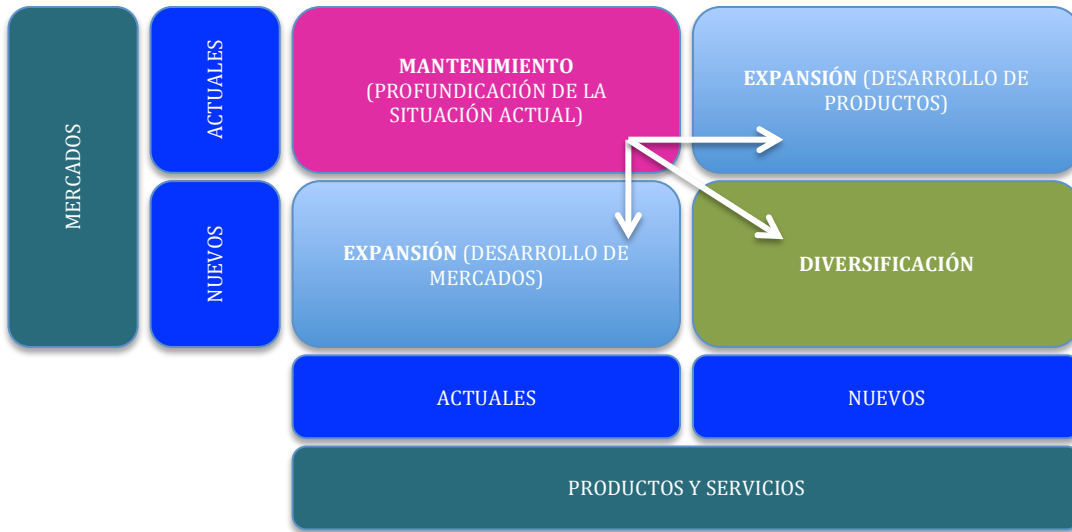 MERCADOS
ACTUALES
MANTENIMIENTO
(PROFUNDICACIÓN DE LA
SITUACIÓN ACTUAL)
EXPANSIÓN (DESARROLLO DE
PRODUCTOS)
NUEVOS
EXPANSIÓN (DESARROLLO DE
MERCADOS)
DIVERSIFICACIÓN
ACTUALES
NUEVOS
PRODUCTOS Y SERVICIOS